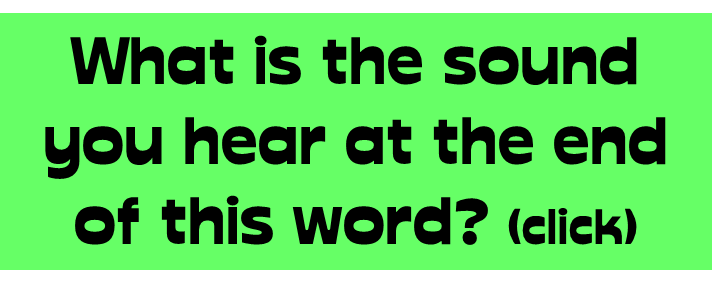 What is the sound
you hear at the end
of this word? (click)